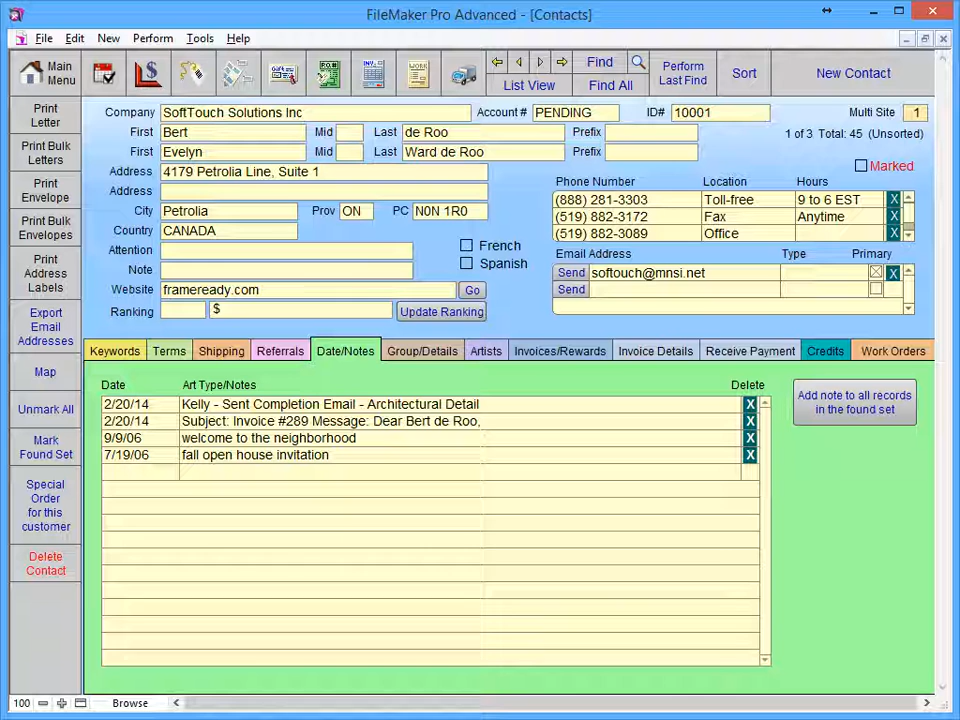 FileMaker Pro Advanced - [Contacts]
File Edit New Perform Tools Help
Main Menu
List View
Find
Find All
Perform Last Find
Sort
New Contact
Print Letter
Print Bulk Letters
Print Envelope
Print Bulk Envelopes
Print Address Labels
Export Email Addresses
Map
Unmark All
Mark Found Set
Special Order for this customer
Delete Contact
Company SoftTouch Solutions Inc Account # PENDING ID# 10001 Multi Site 1
First Bert Mid Last de Roo Prefix 1 of 3 Total: 45 (Unsorted)
First Evelyn Mid Last Ward de Roo Prefix
Address 4179 Petrolia Line, Suite 1 Marked
Address
City Petrolia Prov ON PC N0N 1R0
Country CANADA
Attention French
Note Spanish
Website frameready.com Go
Ranking $ Update Ranking
Phone Number Location Hours
(888) 281-3303 Toll-free 9 to 6 EST X
(519) 882-3172 Fax Anytime X
(519) 882-3089 Office X
Email Address Type Primary
Send softouch@mnsi.net X
Send
Keywords Terms Shipping Referrals Date/Notes Group/Details Artists Invoices/Rewards Invoice Details Receive Payment Credits Work Orders
Date Art Type/Notes Delete
2/20/14 Kelly - Sent Completion Email - Architectural Detail X
2/20/14 Subject: Invoice #289 Message: Dear Bert de Roo, X
9/9/06 welcome to the neighborhood X
7/19/06 fall open house invitation X
Add note to all records in the found set
100 Browse